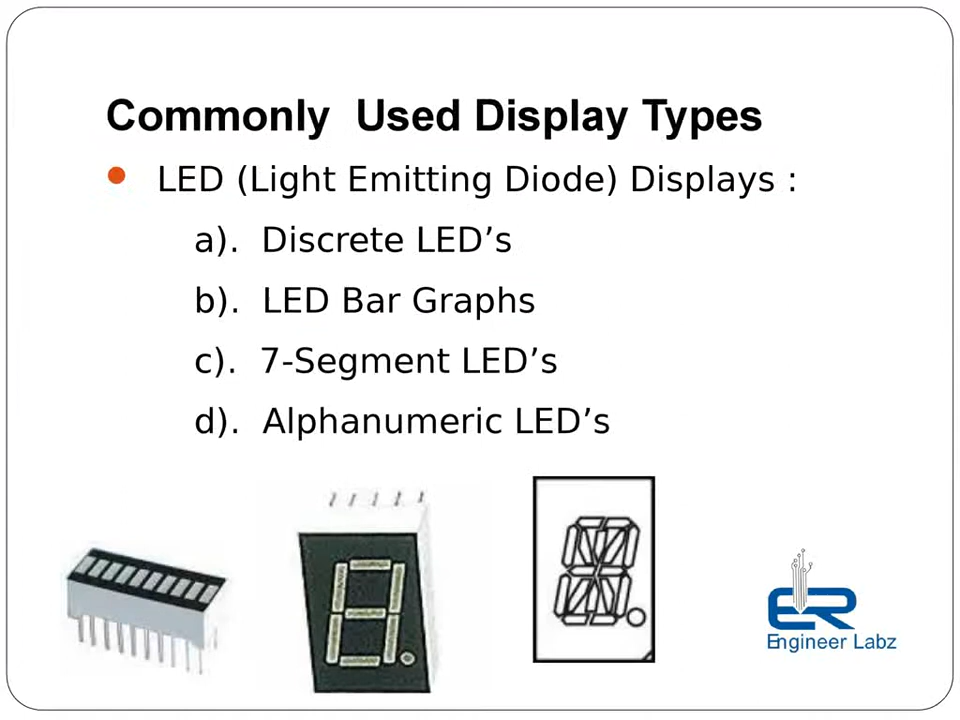 Commonly  Used Display Types
LED (Light Emitting Diode) Displays :
a).  Discrete LED’s
b).  LED Bar Graphs
c).  7-Segment LED’s
d).  Alphanumeric LED’s
ER
Engineer Labz